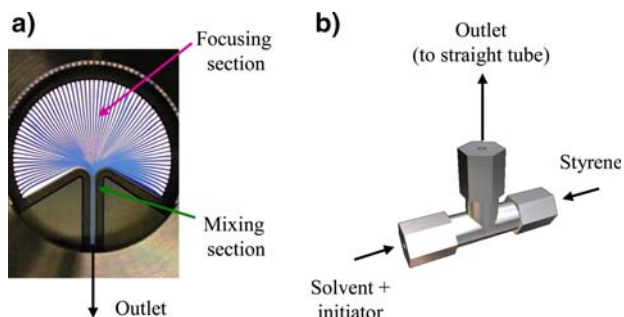 a)
Focusing
section
Mixing
section
Outlet
b)
Outlet
(to straight tube)
Styrene
Solvent +
initiator